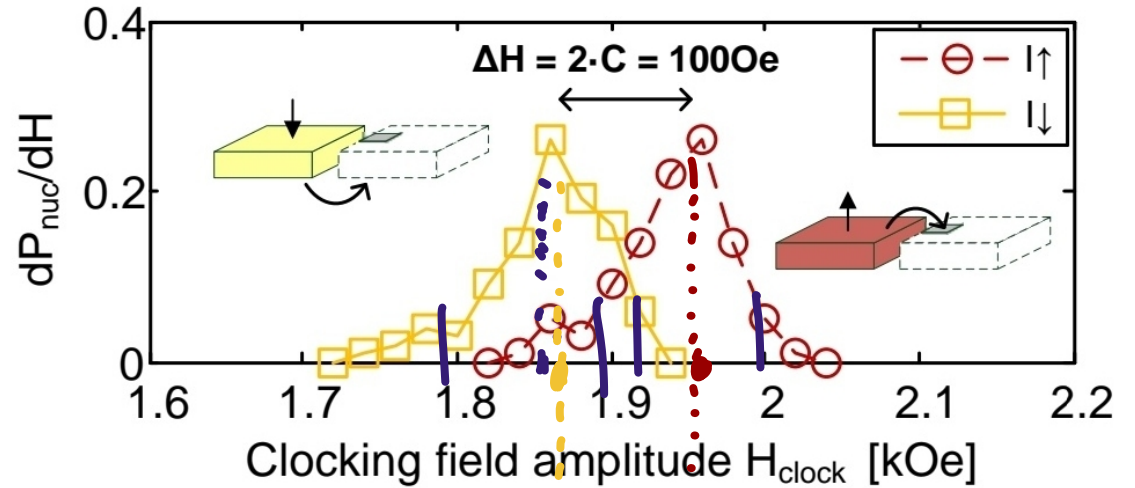 0.4
ΔH = 2·C = 100Oe
I↑
I↓
dPnuc/dH
0.2
0
1.6
1.7
1.8
1.9
2
2.1
2.2
Clocking field amplitude Hclock [kOe]